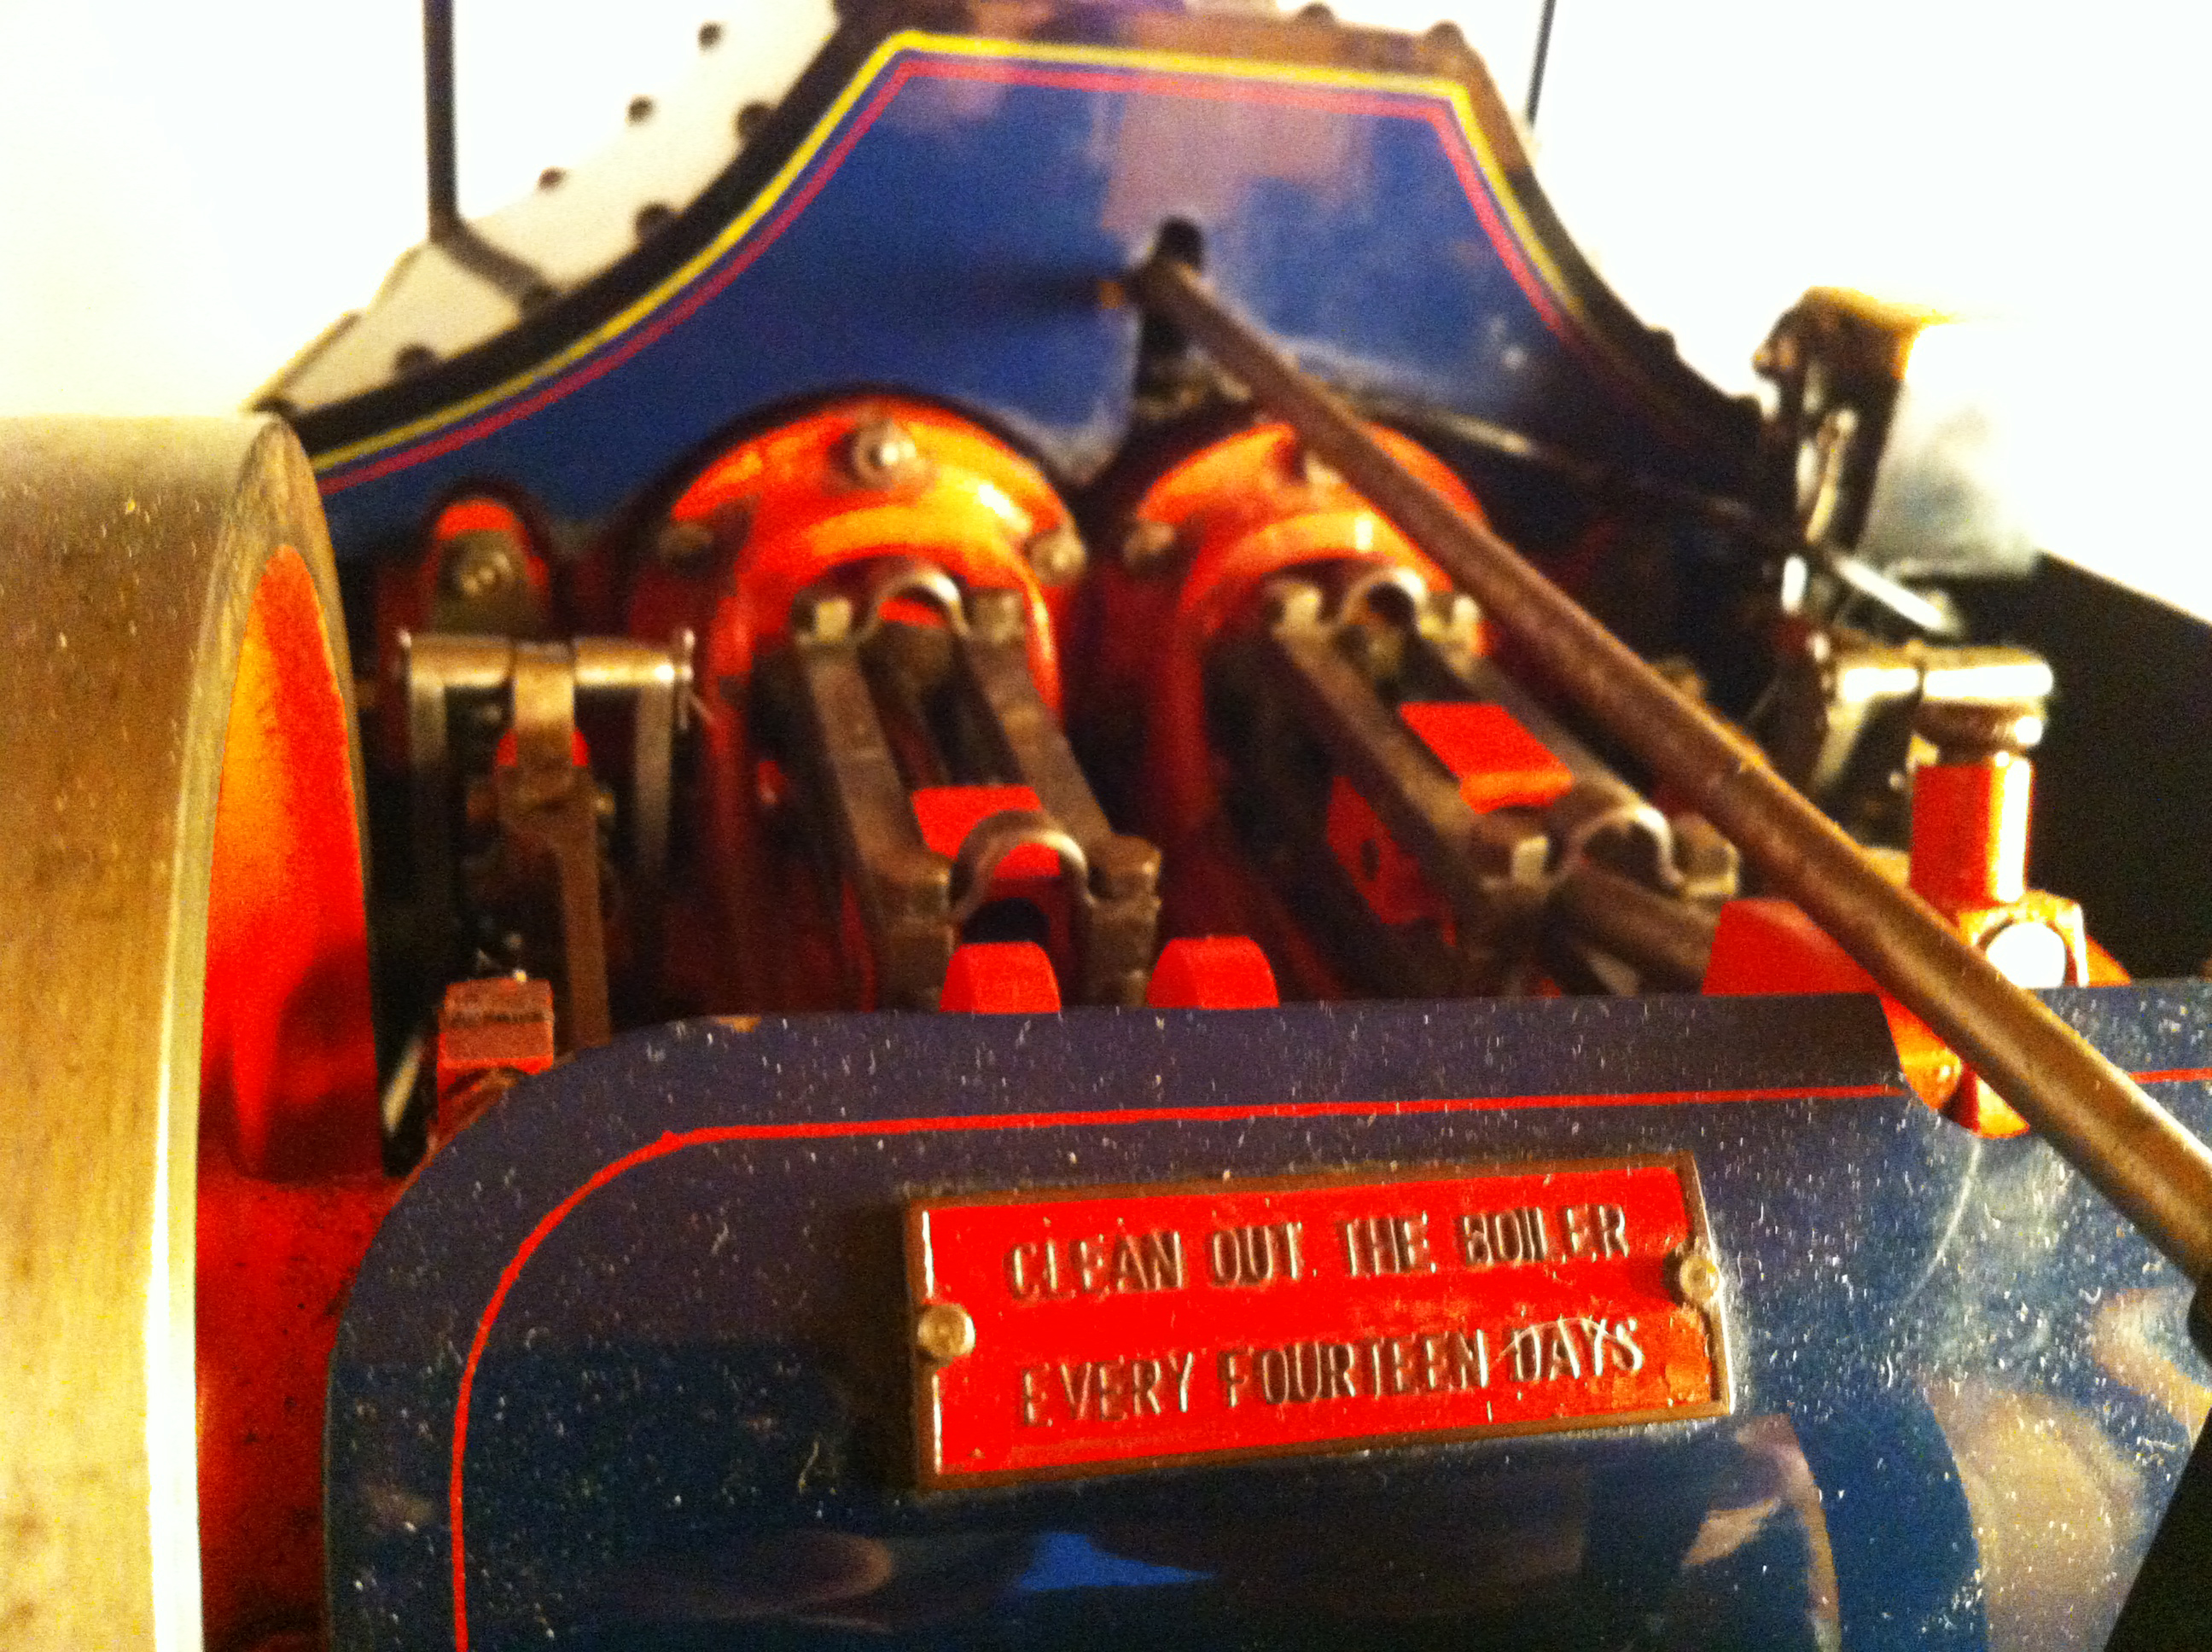 CLEAN OUT THE BOILER
EVERY FOURTEEN DAYS